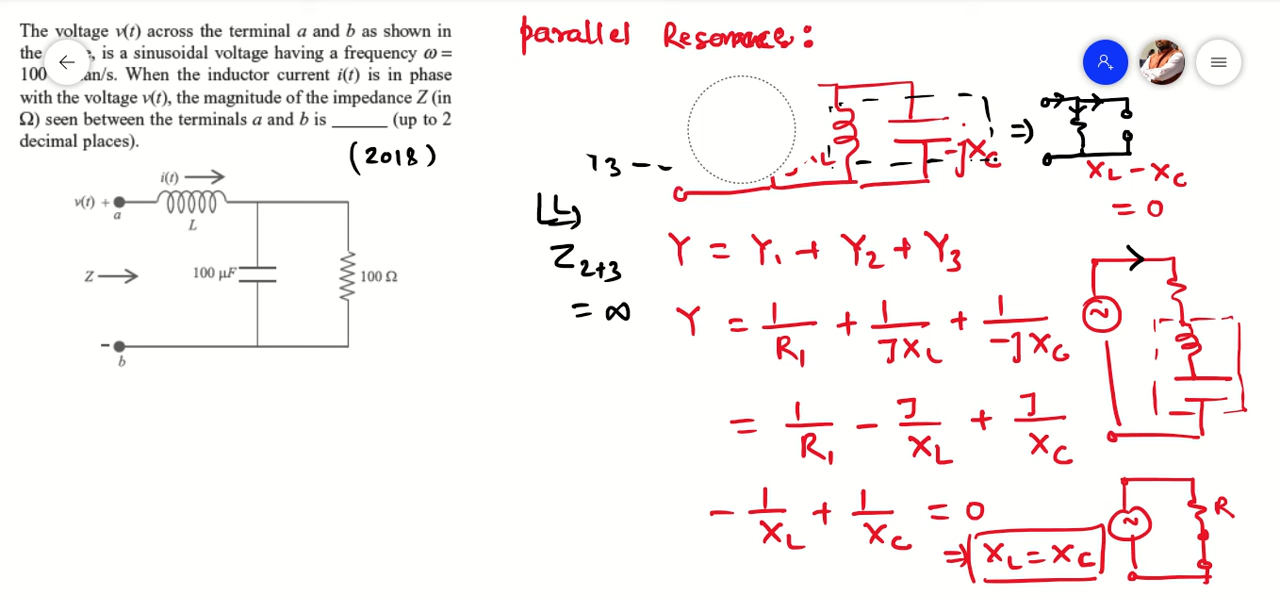 The voltage v(t) across the terminal a and b as shown in
the , is a sinusoidal voltage having a frequency ω =
100 an/s. When the inductor current i(t) is in phase
with the voltage v(t), the magnitude of the impedance Z (in
Ω) seen between the terminals a and b is ______ (up to 2
decimal places).
(2018)
i(t)
v(t) +
a
L
Z
100 μF
100 Ω
-
b
parallel Resonance:
-jXC
⇒
XL - XC
= 0
Z2+3
= ∞
Y = Y1 + Y2 + Y3
Y = 1/R1 + 1/JXL + 1/-JXC
= 1/R1 - J/XL + J/XC
- 1/XL + 1/XC = 0
⇒ XL = XC
R